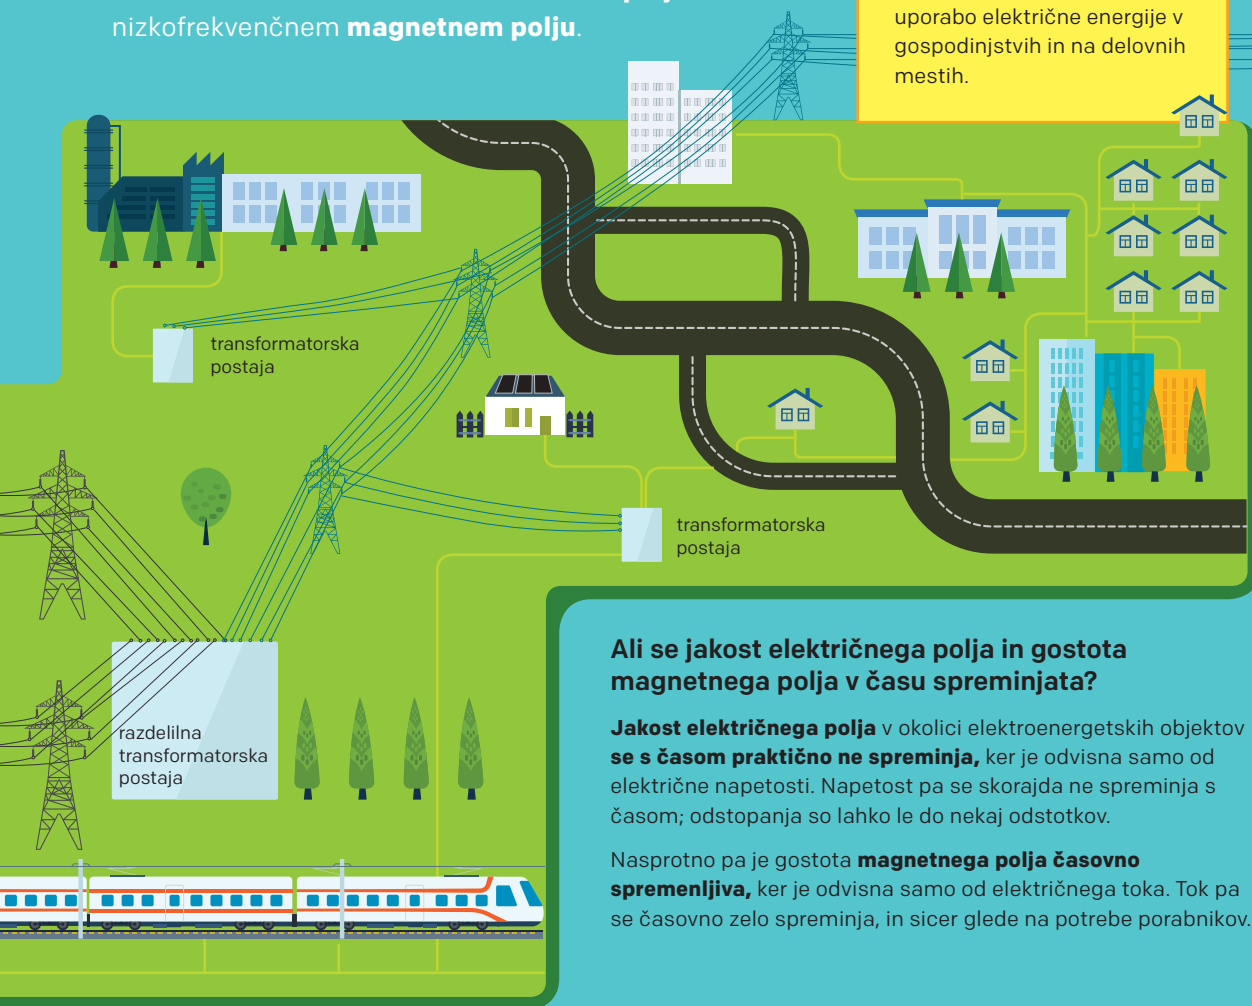 nizkofrekvenčnem magnetnem polju.
uporabo električne energije v
gospodinjstvih in na delovnih
mestih.
transformatorska
postaja
transformatorska
postaja
razdelilna
transformatorska
postaja
Ali se jakost električnega polja in gostota
magnetnega polja v času spreminjata?
Jakost električnega polja v okolici elektroenergetskih objektov
se s časom praktično ne spreminja, ker je odvisna samo od
električne napetosti. Napetost pa se skorajda ne spreminja s
časom; odstopanja so lahko le do nekaj odstotkov.
Nasprotno pa je gostota magnetnega polja časovno
spremenljiva, ker je odvisna samo od električnega toka. Tok pa
se časovno zelo spreminja, in sicer glede na potrebe porabnikov.